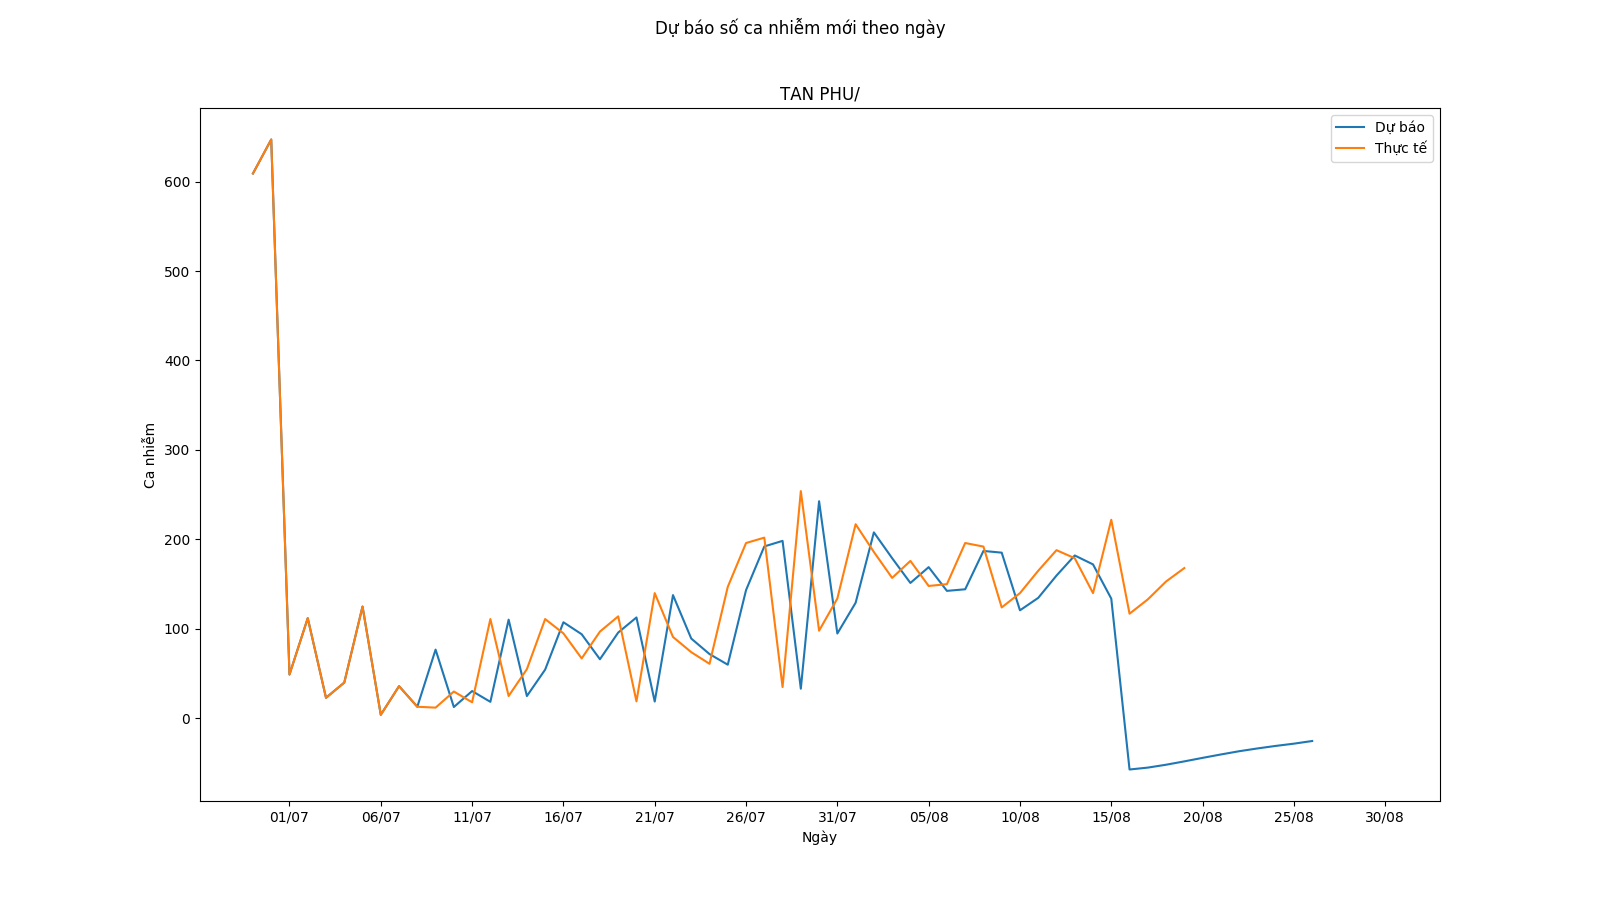 Dự báo số ca nhiễm mới theo ngày
TAN PHU/
Dự báo
Thực tế
600
500
400
300
200
100
0
Ca nhiễm
01/07 06/07 11/07 16/07 21/07 26/07 31/07 05/08 10/08 15/08 20/08 25/08 30/08
Ngày